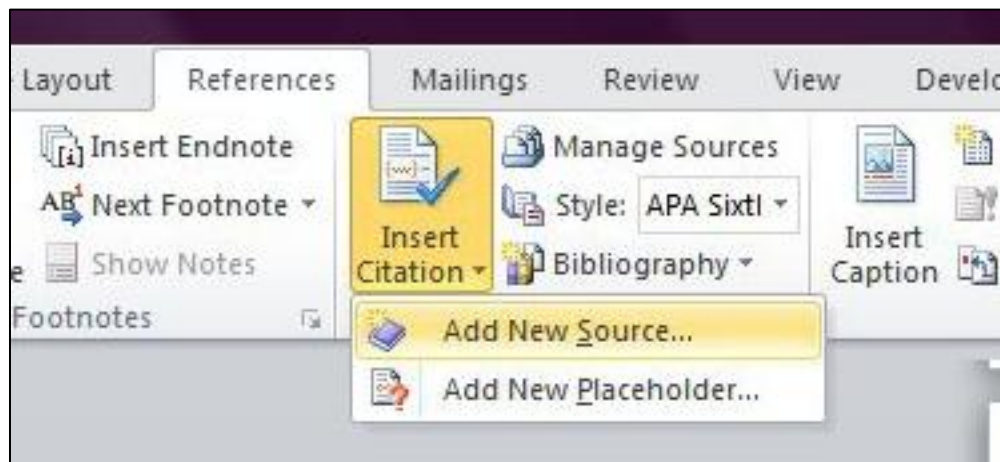 Layout References Mailings Review View Develo
Insert Endnote
Next Footnote
Show Notes
Footnotes
Insert
Citation
Manage Sources
Style: APA Sixtl
Bibliography
Insert
Caption
Add New Source...
Add New Placeholder...